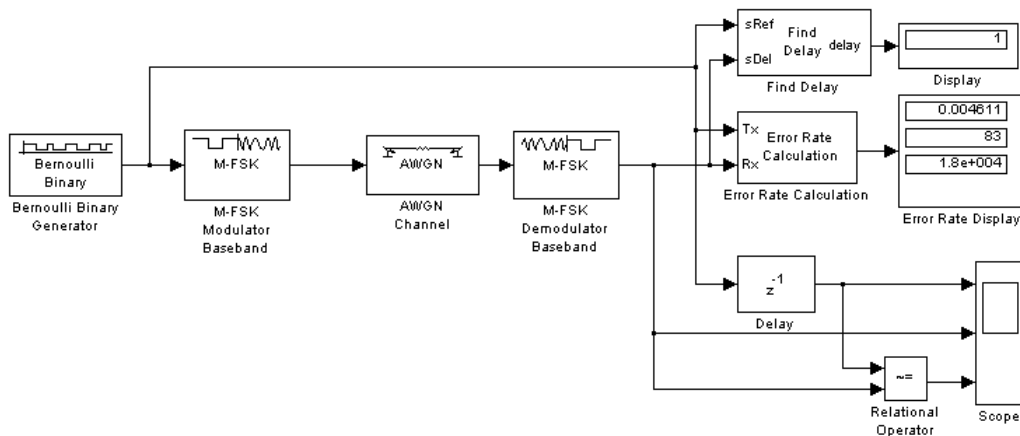 sRef
sDel
Find
Delay
delay
Find Delay
1
Display
Tx
Rx
Error Rate
Calculation
Error Rate Calculation
0.004611
83
1.8e+004
Error Rate Display
Bernoulli
Binary
Bernoulli Binary
Generator
M-FSK
M-FSK
Modulator
Baseband
AWGN
AWGN
Channel
M-FSK
M-FSK
Demodulator
Baseband
z-1
Delay
~=
Relational
Operator
Scope